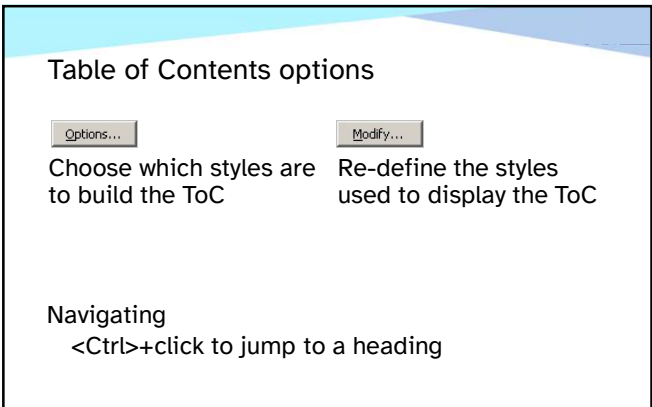 Table of Contents options
Options...
Choose which styles are
to build the ToC
Modify...
Re-define the styles
used to display the ToC
Navigating
<Ctrl>+click to jump to a heading